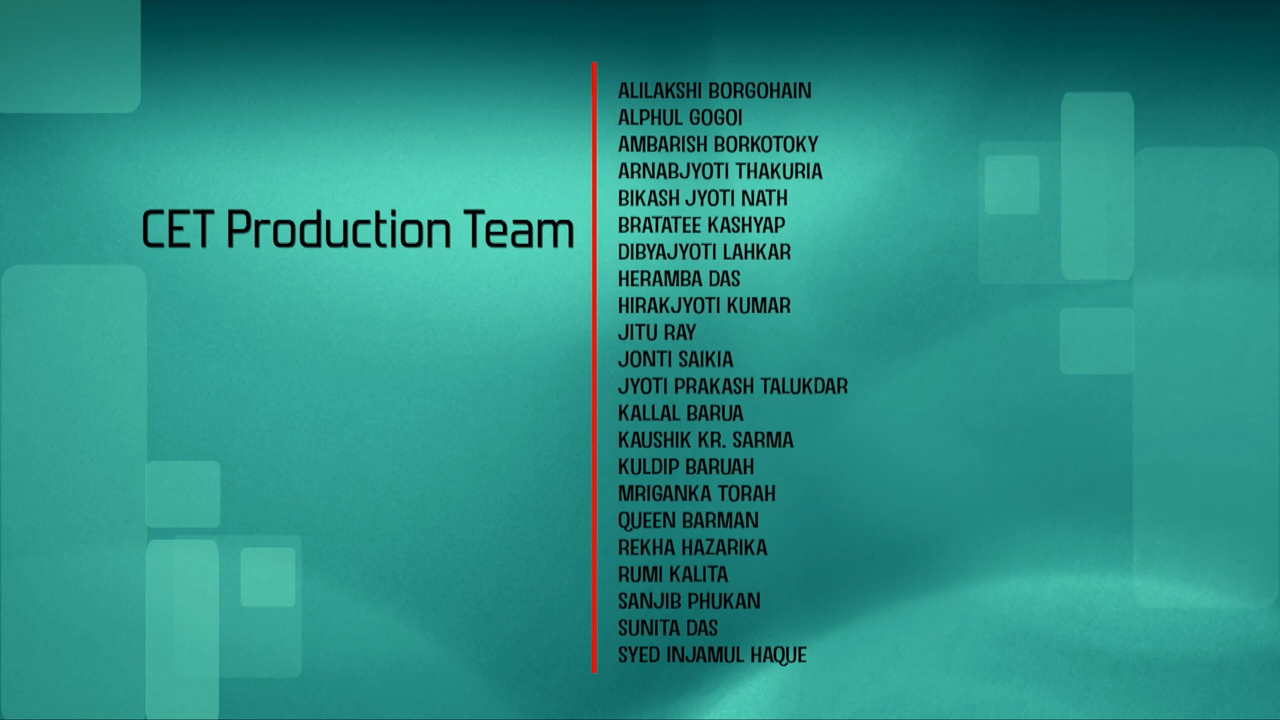 CET Production Team
ALILAKSHI BORGOHAIN
ALPHUL GOGOI
AMBARISH BORKOTOKY
ARNABJYOTI THAKURIA
BIKASH JYOTI NATH
BRATATEE KASHYAP
DIBYAJYOTI LAHKAR
HERAMBA DAS
HIRAKJYOTI KUMAR
JITU RAY
JONTI SAIKIA
JYOTI PRAKASH TALUKDAR
KALLAL BARUA
KAUSHIK KR. SARMA
KULDIP BARUAH
MRIGANKA TORAH
QUEEN BARMAN
REKHA HAZARIKA
RUMI KALITA
SANJIB PHUKAN
SUNITA DAS
SYED INJAMUL HAQUE